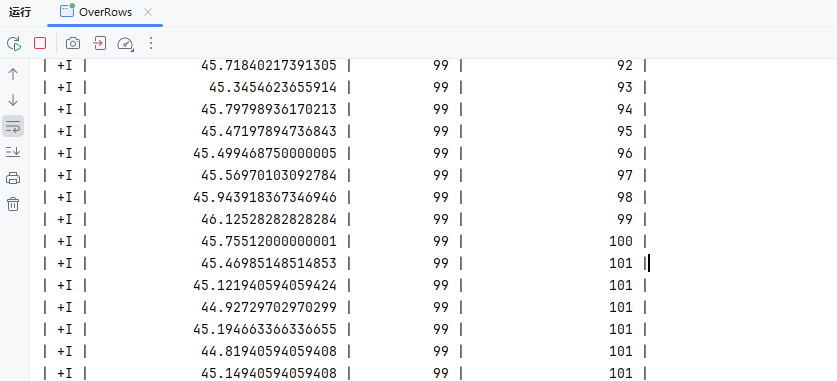 运行 OverRows
| +I | 45.71840217391305 | 99 | 92 |
| +I | 45.3454623655914 | 99 | 93 |
| +I | 45.79798936170213 | 99 | 94 |
| +I | 45.47197894736843 | 99 | 95 |
| +I | 45.499468750000005 | 99 | 96 |
| +I | 45.56970103092784 | 99 | 97 |
| +I | 45.943918367346946 | 99 | 98 |
| +I | 46.12528282828284 | 99 | 99 |
| +I | 45.75512000000001 | 99 | 100 |
| +I | 45.46985148514853 | 99 | 101 |
| +I | 45.121940594059424 | 99 | 101 |
| +I | 44.92729702970299 | 99 | 101 |
| +I | 45.194663366336655 | 99 | 101 |
| +I | 44.81940594059408 | 99 | 101 |
| +I | 45.14940594059408 | 99 | 101 |